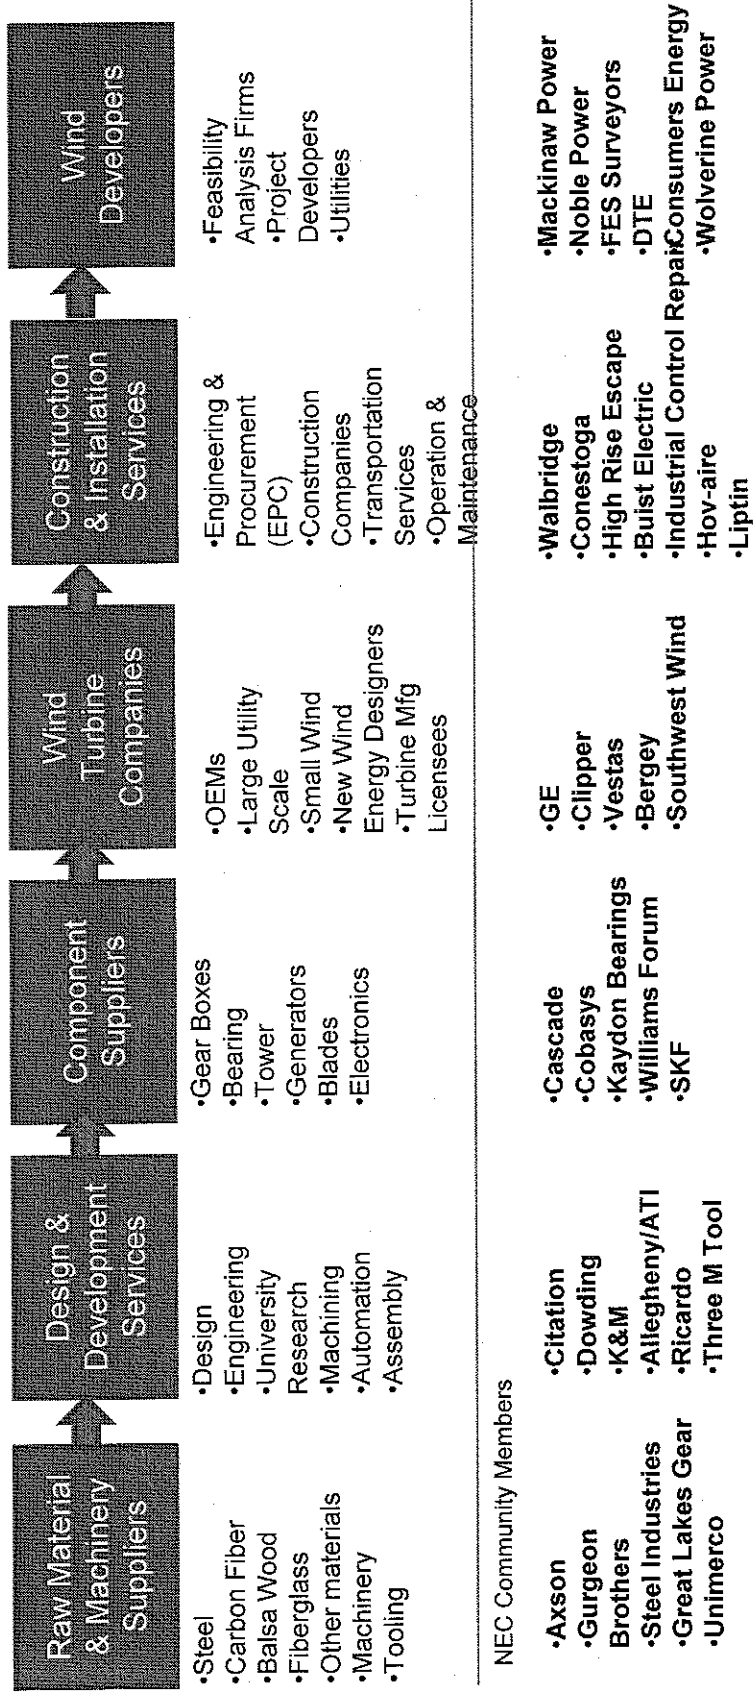 Raw Material
& Machinery
Suppliers
Design &
Development
Services
Component
Suppliers
Wind
Turbine
Companies
Construction
& Installation
Services
Wind
Developers
•Steel
•Carbon Fiber
•Balsa Wood
•Fiberglass
•Other materials
•Machinery
•Tooling
•Design
•Engineering
•University
Research
•Machining
•Automation
•Assembly
•Gear Boxes
•Bearing
•Tower
•Generators
•Blades
•Electronics
•OEMs
•Large Utility
Scale
•Small Wind
•New Wind
Energy Designers
•Turbine Mfg
Licensees
•Engineering &
Procurement
(EPC)
•Construction
Companies
•Transportation
Services
•Operation &
Maintenance
•Feasibility
Analysis Firms
•Project
Developers
•Utilities
NEC Community Members
•Axson
•Gurgeon
Brothers
•Steel Industries
•Great Lakes Gear
•Unimerco
•Citation
•Dowding
•K&M
•Allegheny/ATI
•Ricardo
•Three M Tool
•Cascade
•Cobasys
•Kaydon Bearings
•Williams Forum
•SKF
•GE
•Clipper
•Vestas
•Bergey
•Southwest Wind
•Walbridge
•Conestoga
•High Rise Escape
•Buist Electric
•Industrial Control Repair
•Hov-aire
•Liptin
•Mackinaw Power
•Noble Power
•FES Surveyors
•DTE
Consumers Energy
•Wolverine Power